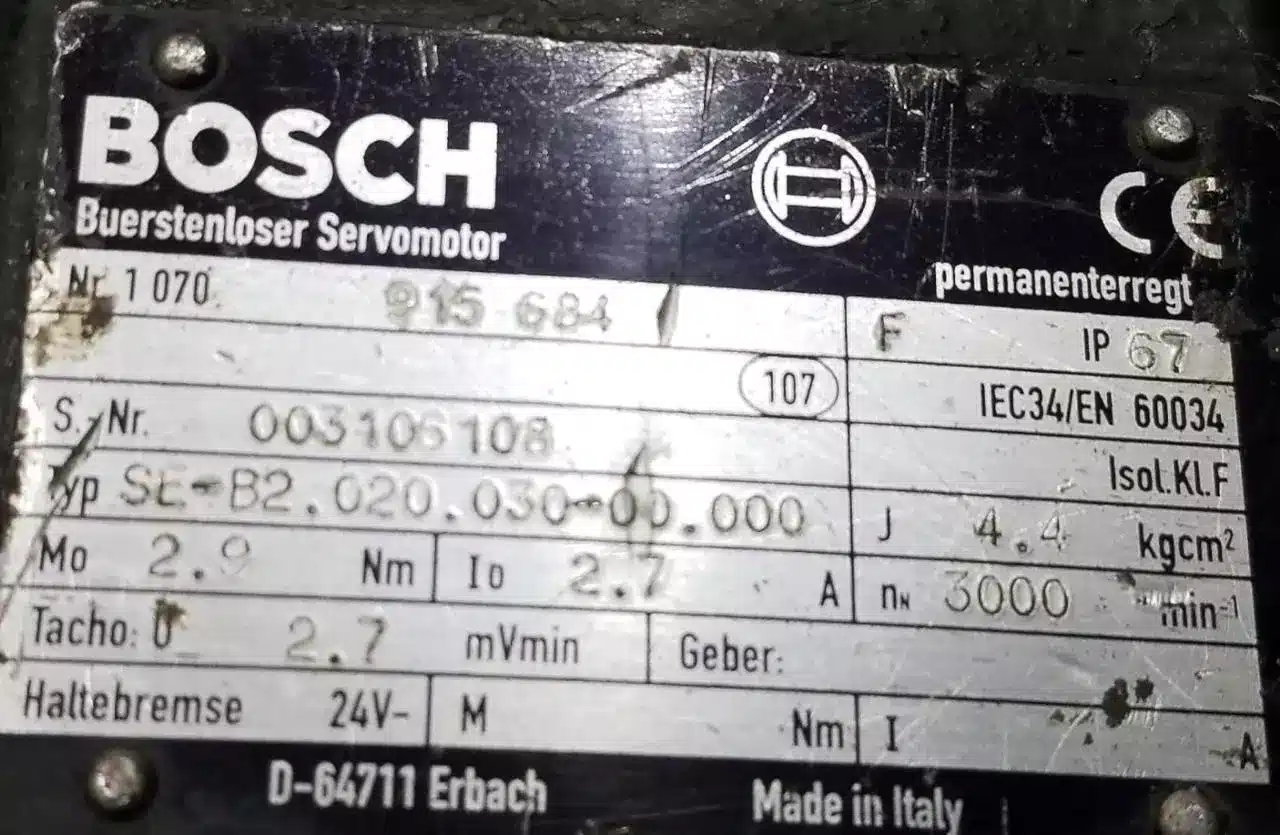 BOSCH
Buerstenloser Servomotor
CE
permanenterregt
Nr. 1 070 915 684
F IP 67
107
IEC34/EN 60034
S.-Nr. 003106108
Isol.Kl.F
Typ SE-B2.020.030-00.000
J 4.4 kgcm²
Mo 2.9 Nm Io 2.7 A
nN 3000 min-1
Tacho: U 2.7 mVmin Geber:
Haltebremse 24V- M Nm I A
D-64711 Erbach Made in Italy